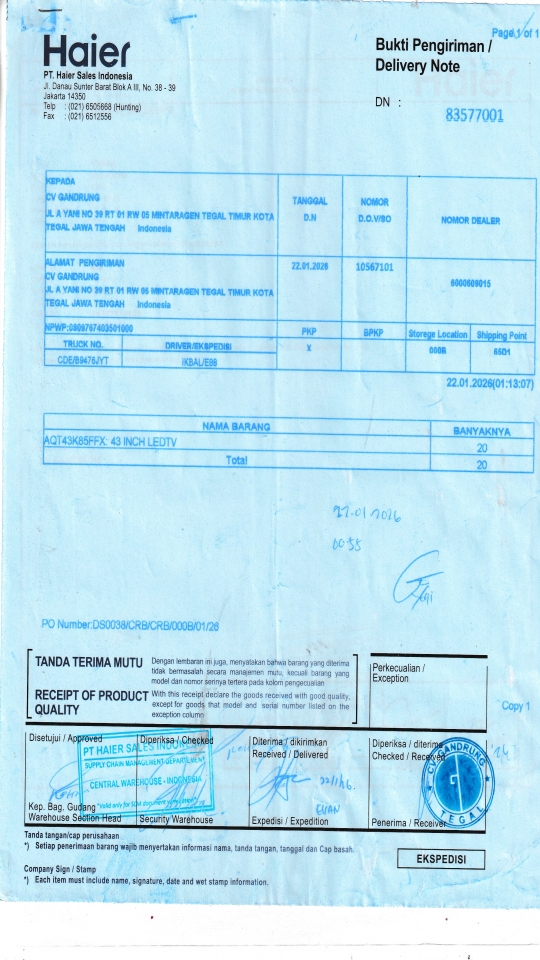 Page 1 of 1
Haier
PT. Haier Sales Indonesia
Jl. Danau Sunter Barat Blok A III, No. 38 - 39
Jakarta 14350
Telp : (021) 6505668 (Hunting)
Fax : (021) 6512556
Bukti Pengiriman /
Delivery Note
DN :
83577001
KEPADA
CV GANDRUNG
JL A YANI NO 39 RT 01 RW 05 MINTARAGEN TEGAL TIMUR KOTA
TEGAL JAWA TENGAH Indonesia
TANGGAL
D.N
NOMOR
D.O.V/SO
NOMOR DEALER
ALAMAT PENGIRIMAN
CV GANDRUNG
JL A YANI NO 39 RT 01 RW 05 MINTARAGEN TEGAL TIMUR KOTA
TEGAL JAWA TENGAH Indonesia
22.01.2026
10567101
PKP
BPKP
Storege Location
Shipping Point
TRUCK NO.
DRIVER/EKSPEDISI
X
000B
CDE/B9476JYT
22.01.2026(01:13:07)
NAMA BARANG
BANYAKNYA
AQT43K85FFX: 43 INCH LEDTV
20
Total
20
22-01 2026
0055
PO Number:DS0038/CRB/CRB/000B/01/26
TANDA TERIMA MUTU
Dengan lembaran ini juga, menyatakan bahwa barang yang diterima
tidak bermasalah secara manajemen mutu, kecuali barang yang
model dan nomor serinya tertera pada kolom pengecualian
RECEIPT OF PRODUCT
QUALITY
With this receipt declare the goods received with good quality,
except for goods that model and serial number listed on the
exception column
Perkecualian /
Exception
Copy 1
Disetujui / Approved
Diperiksa / Checked
Diterima / dikirimkan
Received / Delivered
Diperiksa / diterima
Checked / Received
PT HAIER SALES INDONESIA
SUPPLY CHAIN MANAGEMENT DEPARTEMENT
CENTRAL WAREHOUSE - INDONESIA
CV GANDRUNG
TEGAL
Kep. Bag. Gudang
Warehouse Section Head
Security Warehouse
Expedisi / Expedition
Penerima / Receiver
Tanda tangan/cap perusahaan
*) Setiap penerimaan barang wajib menyertakan informasi nama, tanda tangan, tanggal dan Cap basah.
EKSPEDISI
Company Sign / Stamp
*) Each item must include name, signature, date and wet stamp information.